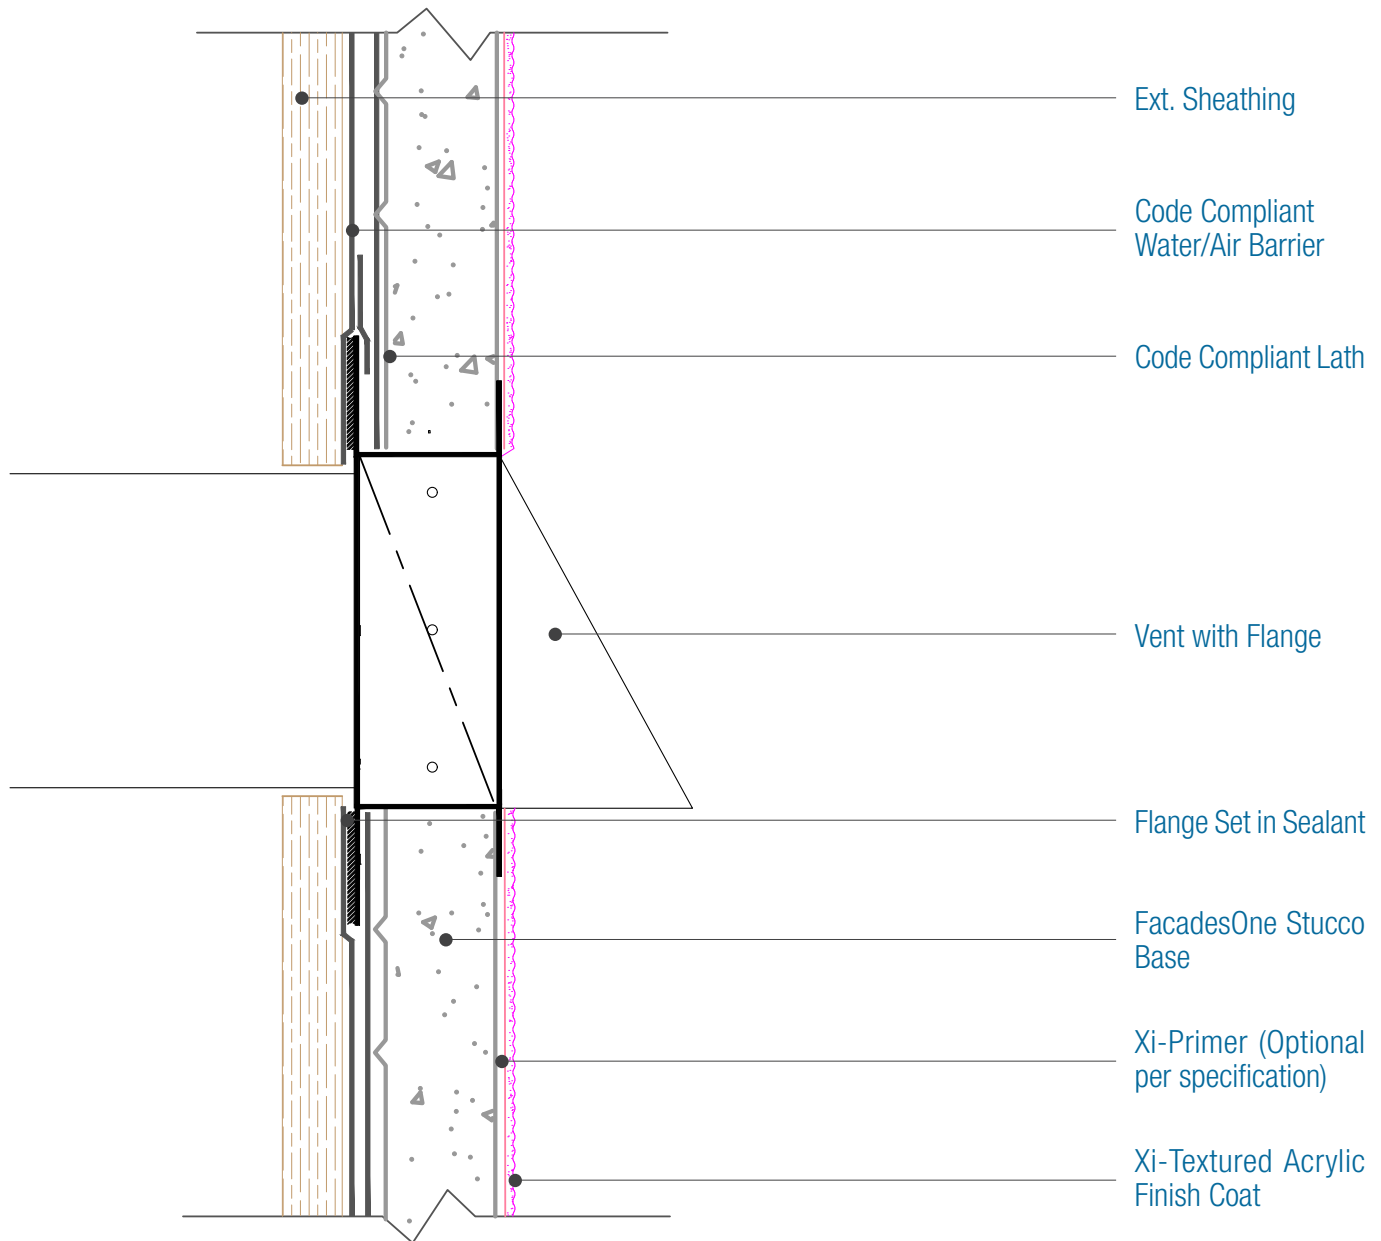 Ext. Sheathing
Code Compliant
Water/Air Barrier
Code Compliant Lath
Vent with Flange
Flange Set in Sealant
FacadesOne Stucco
Base
Xi-Primer (Optional
per specification)
Xi-Textured Acrylic
Finish Coat